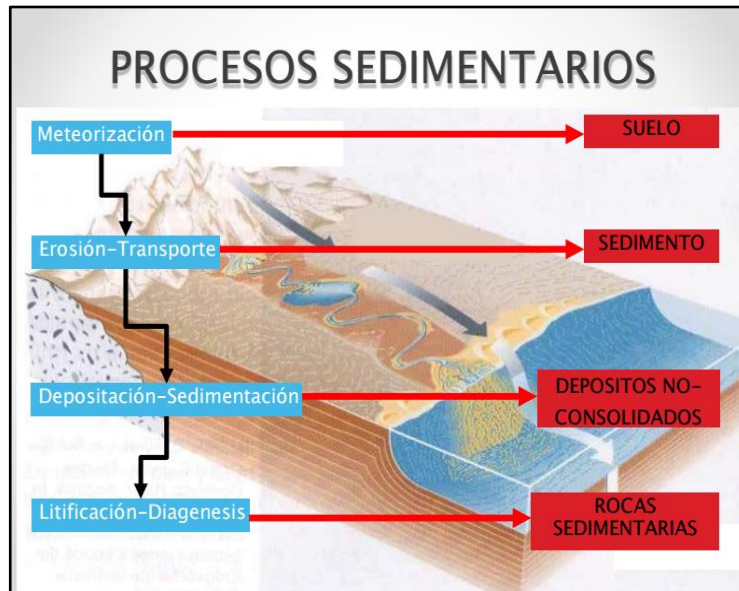 PROCESOS SEDIMENTARIOS
Meteorización
SUELO
Erosión-Transporte
SEDIMENTO
Depositación-Sedimentación
DEPOSITOS NO-
CONSOLIDADOS
Litificación-Diagenesis
ROCAS
SEDIMENTARIAS